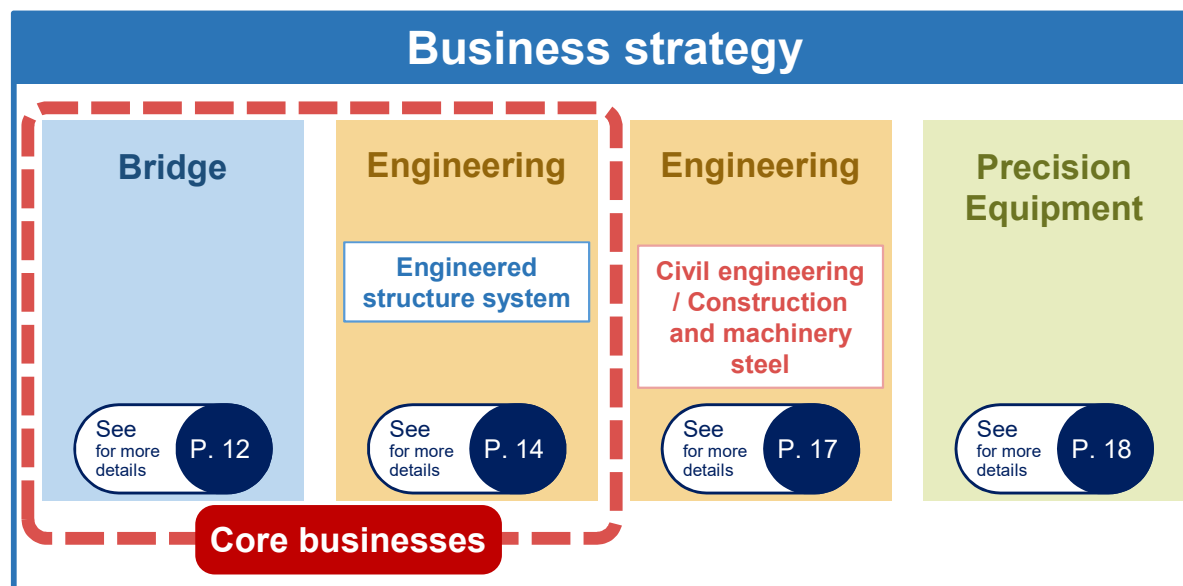 Business strategy
Bridge
See
for more
details
P. 12
Engineering
Engineered
structure system
See
for more
details
P. 14
Engineering
Civil engineering
/ Construction
and machinery
steel
See
for more
details
P. 17
Precision
Equipment
See
for more
details
P. 18
Core businesses